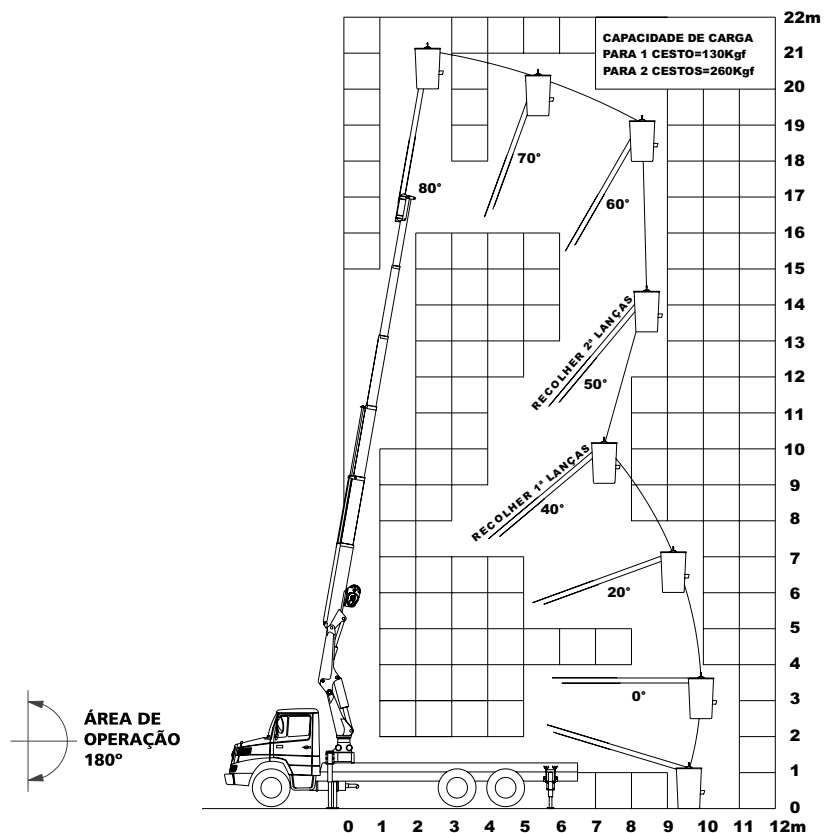 22m
CAPACIDADE DE CARGA
PARA 1 CESTO=130Kgf
PARA 2 CESTOS=260Kgf
21
20
19
18
17
16
15
14
13
12
11
10
9
8
7
6
5
4
3
2
1
0
80°
70°
60°
RECOLHER 2ª LANÇAS
50°
RECOLHER 1ª LANÇAS
40°
20°
0°
ÁREA DE
OPERAÇÃO
180º
0 1 2 3 4 5 6 7 8 9 10 11 12m